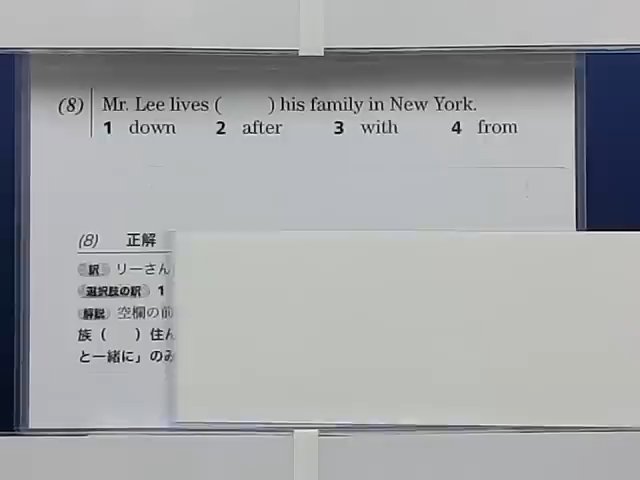 (8) Mr. Lee lives (　　) his family in New York.
1 down 2 after 3 with 4 from
(8) 正解
訳 リーさん
選択肢の訳 1
解説 空欄の前
族（　）住ん
と一緒に」のみ